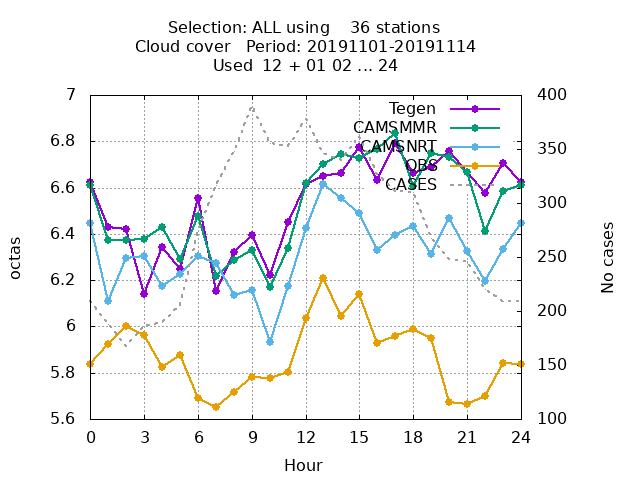 Selection: ALL using    36 stations
Cloud cover   Period: 20191101-20191114
Used  12 + 01 02 ... 24
7
6.8
6.6
6.4
6.2
6
5.8
5.6
octas
400
350
300
250
200
150
100
No cases
Tegen
CAMSMMR
CAMSNRT
OBS
CASES
0 3 6 9 12 15 18 21 24
Hour